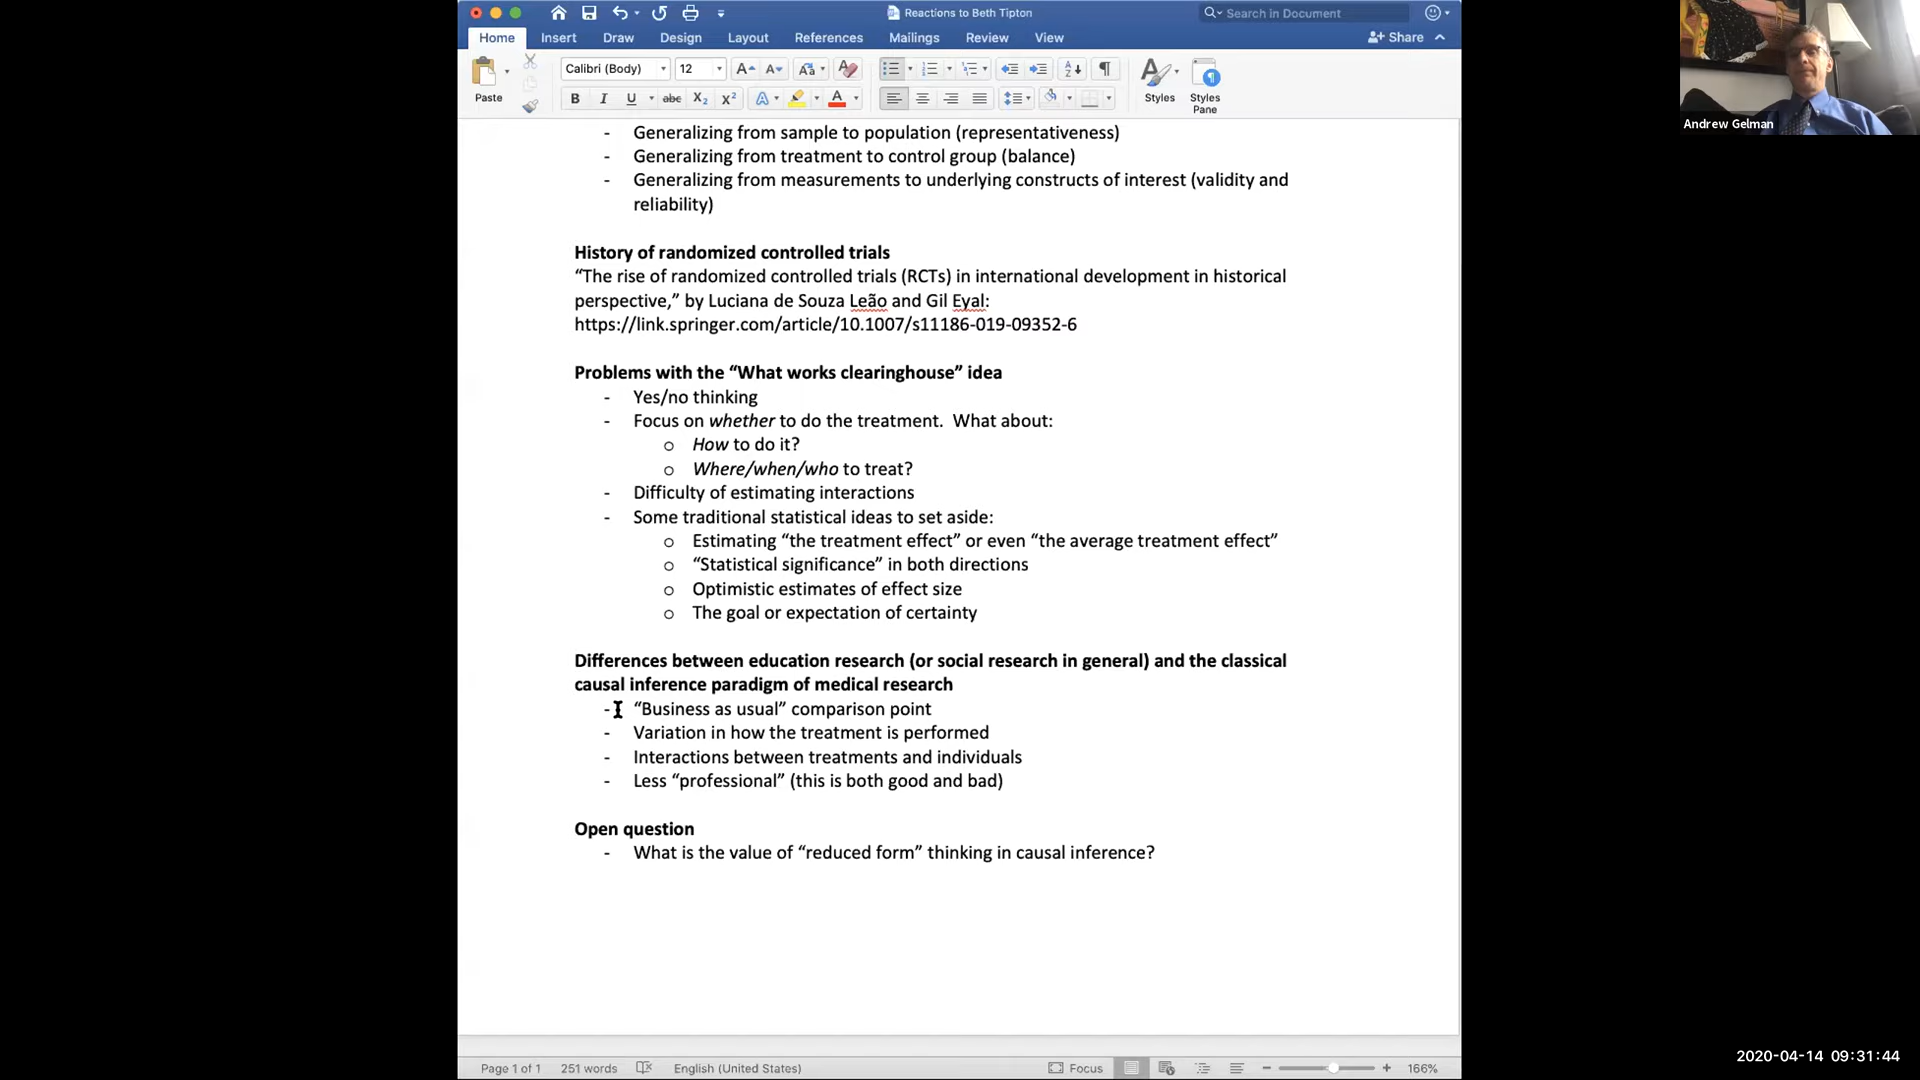 Reactions to Beth Tipton
Search in Document
Home Insert Draw Design Layout References Mailings Review View Share
Paste
Calibri (Body) 12
Styles
Styles Pane
Andrew Gelman
- Generalizing from sample to population (representativeness)
- Generalizing from treatment to control group (balance)
- Generalizing from measurements to underlying constructs of interest (validity and
reliability)
History of randomized controlled trials
“The rise of randomized controlled trials (RCTs) in international development in historical
perspective,” by Luciana de Souza Leão and Gil Eyal:
https://link.springer.com/article/10.1007/s11186-019-09352-6
Problems with the “What works clearinghouse” idea
- Yes/no thinking
- Focus on whether to do the treatment.  What about:
o How to do it?
o Where/when/who to treat?
- Difficulty of estimating interactions
- Some traditional statistical ideas to set aside:
o Estimating “the treatment effect” or even “the average treatment effect”
o “Statistical significance” in both directions
o Optimistic estimates of effect size
o The goal or expectation of certainty
Differences between education research (or social research in general) and the classical
causal inference paradigm of medical research
- “Business as usual” comparison point
- Variation in how the treatment is performed
- Interactions between treatments and individuals
- Less “professional” (this is both good and bad)
Open question
- What is the value of “reduced form” thinking in causal inference?
Page 1 of 1 251 words English (United States) Focus 166%
2020-04-14 09:31:44